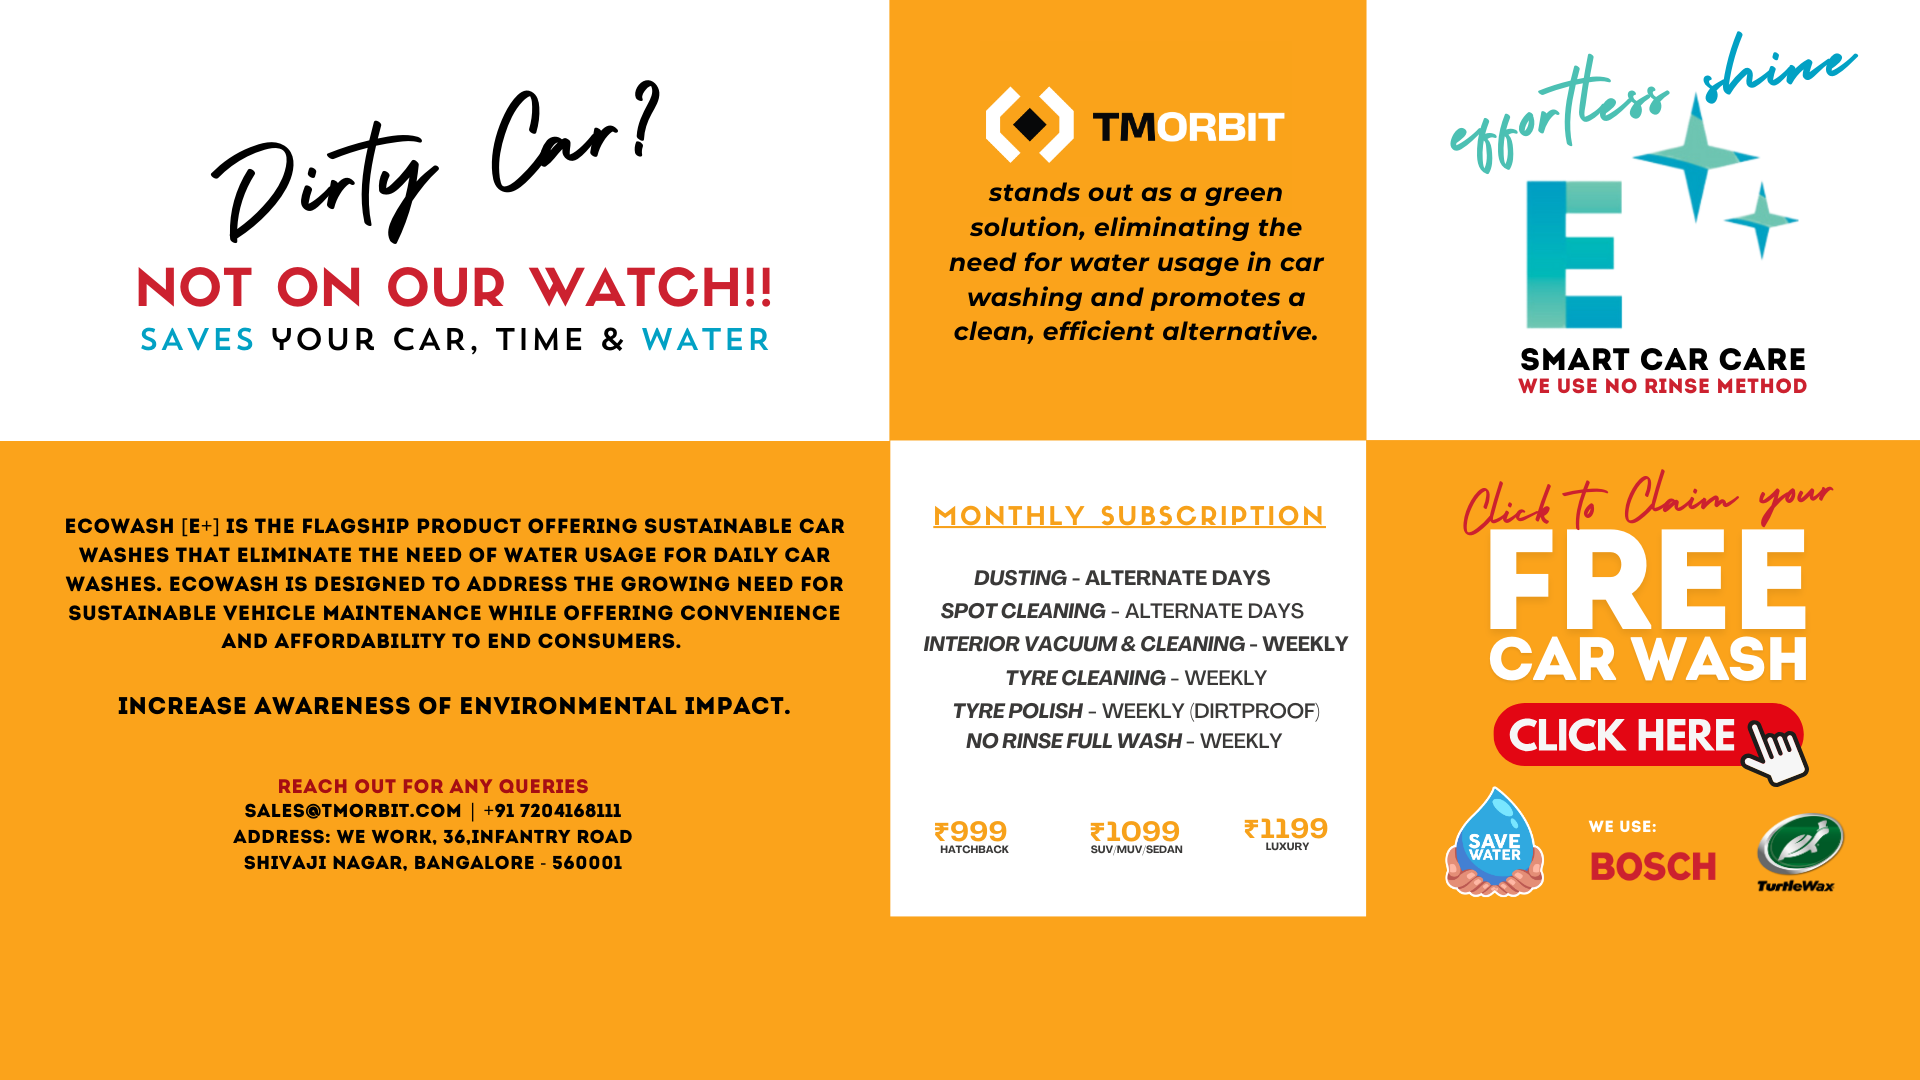 Dirty Car?
NOT ON OUR WATCH!!
SAVES YOUR CAR, TIME & WATER
TMORBIT
stands out as a green
solution, eliminating the
need for water usage in car
washing and promotes a
clean, efficient alternative.
effortless shine
E
SMART CAR CARE
WE USE NO RINSE METHOD
ECOWASH [E+] IS THE FLAGSHIP PRODUCT OFFERING SUSTAINABLE CAR
WASHES THAT ELIMINATE THE NEED OF WATER USAGE FOR DAILY CAR
WASHES. ECOWASH IS DESIGNED TO ADDRESS THE GROWING NEED FOR
SUSTAINABLE VEHICLE MAINTENANCE WHILE OFFERING CONVENIENCE
AND AFFORDABILITY TO END CONSUMERS.
INCREASE AWARENESS OF ENVIRONMENTAL IMPACT.
REACH OUT FOR ANY QUERIES
SALES@TMORBIT.COM | +91 7204168111
ADDRESS: WE WORK, 36,INFANTRY ROAD
SHIVAJI NAGAR, BANGALORE - 560001
MONTHLY SUBSCRIPTION
DUSTING - ALTERNATE DAYS
SPOT CLEANING - ALTERNATE DAYS
INTERIOR VACUUM & CLEANING - WEEKLY
TYRE CLEANING - WEEKLY
TYRE POLISH - WEEKLY (DIRTPROOF)
NO RINSE FULL WASH - WEEKLY
₹999
HATCHBACK
₹1099
SUV/MUV/SEDAN
₹1199
LUXURY
Click to Claim your
FREE
CAR WASH
CLICK HERE
SAVE
WATER
WE USE:
BOSCH
TurtleWax